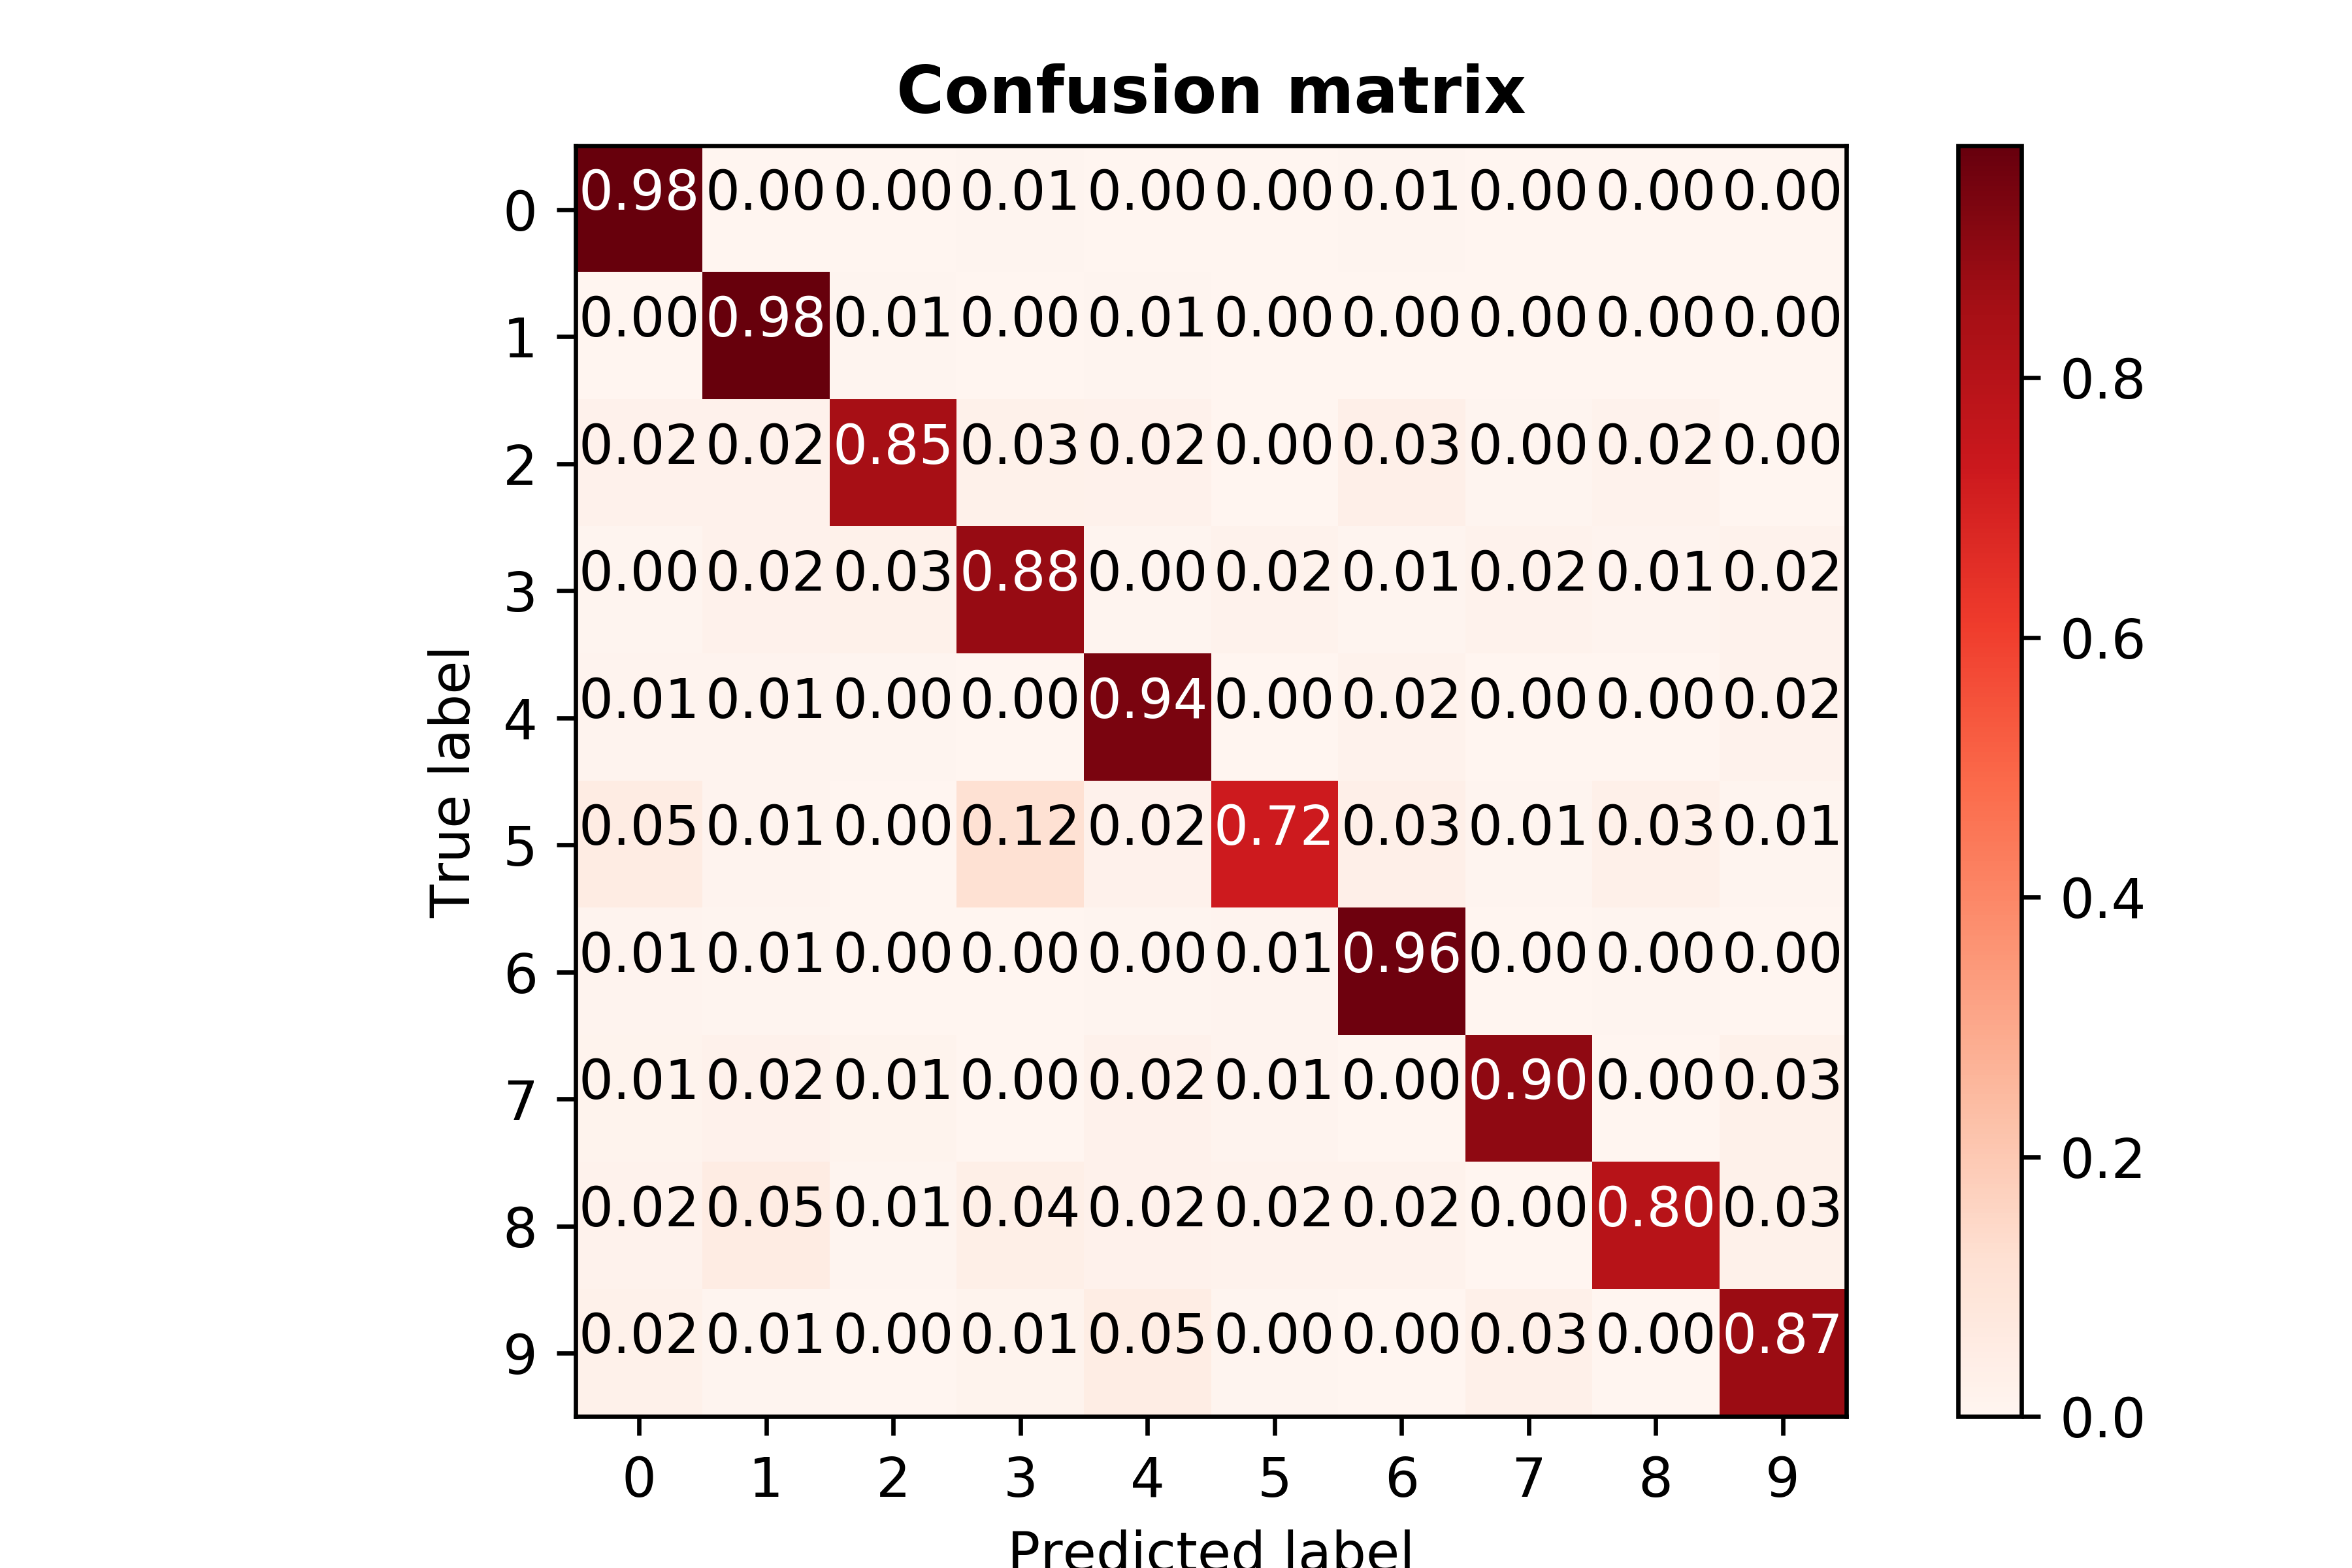 Confusion matrix
0 0.98 0.00 0.00 0.01 0.00 0.00 0.01 0.00 0.00 0.00
1 0.00 0.98 0.01 0.00 0.01 0.00 0.00 0.00 0.00 0.00
2 0.02 0.02 0.85 0.03 0.02 0.00 0.03 0.00 0.02 0.00
3 0.00 0.02 0.03 0.88 0.00 0.02 0.01 0.02 0.01 0.02
4 0.01 0.01 0.00 0.00 0.94 0.00 0.02 0.00 0.00 0.02
5 0.05 0.01 0.00 0.12 0.02 0.72 0.03 0.01 0.03 0.01
6 0.01 0.01 0.00 0.00 0.00 0.01 0.96 0.00 0.00 0.00
7 0.01 0.02 0.01 0.00 0.02 0.01 0.00 0.90 0.00 0.03
8 0.02 0.05 0.01 0.04 0.02 0.02 0.02 0.00 0.80 0.03
9 0.02 0.01 0.00 0.01 0.05 0.00 0.00 0.03 0.00 0.87
0 1 2 3 4 5 6 7 8 9
True label
Predicted label
0.8
0.6
0.4
0.2
0.0